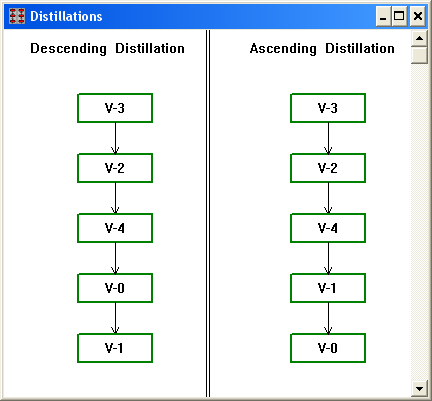 Distillations
Descending Distillation
V-3
V-2
V-4
V-0
V-1
Ascending Distillation
V-3
V-2
V-4
V-1
V-0